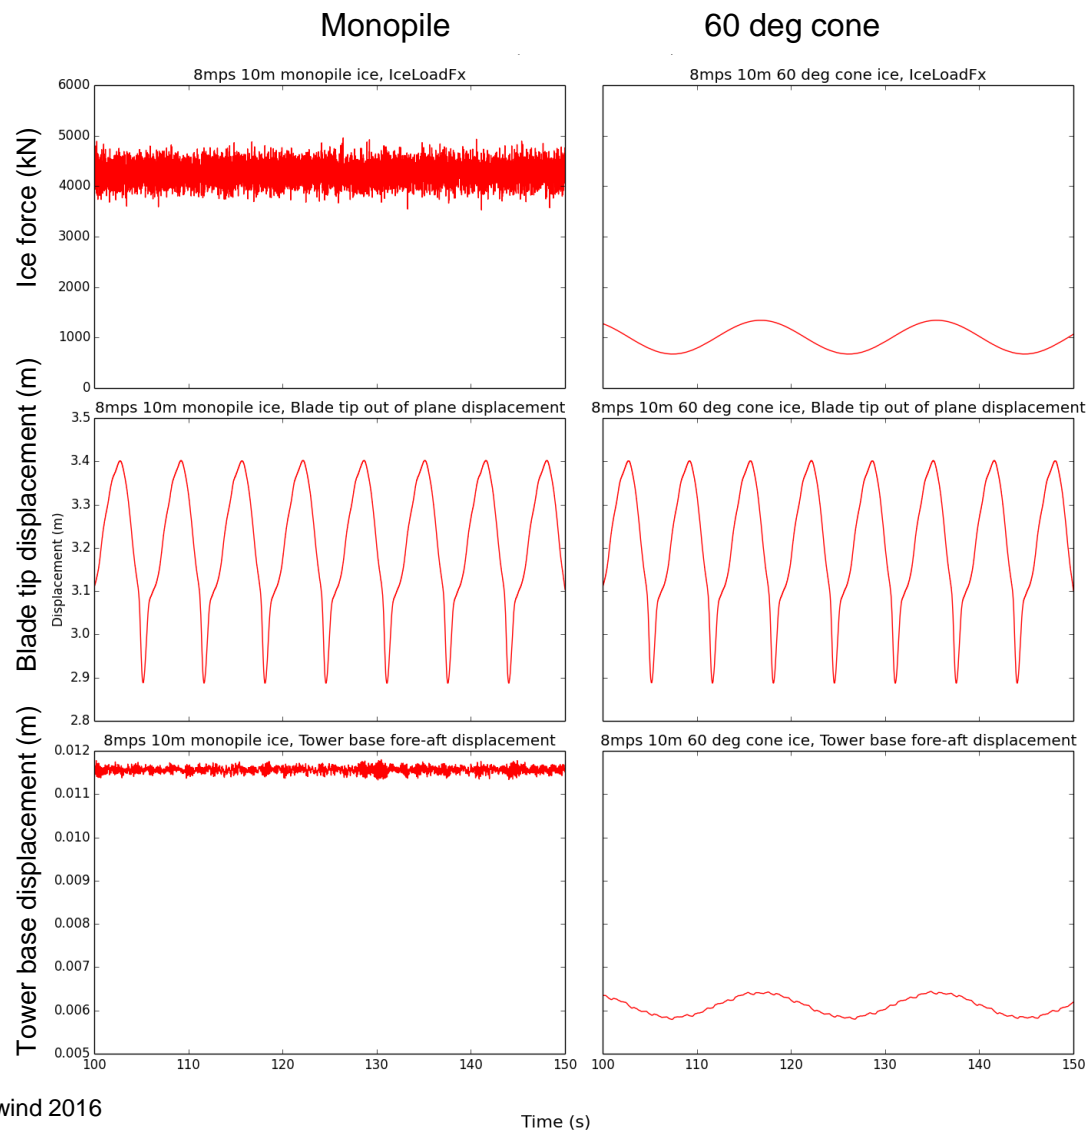 Monopile
60 deg cone
8mps 10m monopile ice, IceLoadFx
8mps 10m 60 deg cone ice, IceLoadFx
Ice force (kN)
6000
5000
4000
3000
2000
1000
0
8mps 10m monopile ice, Blade tip out of plane displacement
8mps 10m 60 deg cone ice, Blade tip out of plane displacement
Blade tip displacement (m)
Displacement (m)
3.5
3.4
3.3
3.2
3.1
3.0
2.9
2.8
8mps 10m monopile ice, Tower base fore-aft displacement
8mps 10m 60 deg cone ice, Tower base fore-aft displacement
Tower base displacement (m)
0.012
0.011
0.010
0.009
0.008
0.007
0.006
0.005
100 110 120 130 140 150
100 110 120 130 140 150
wind 2016
Time (s)